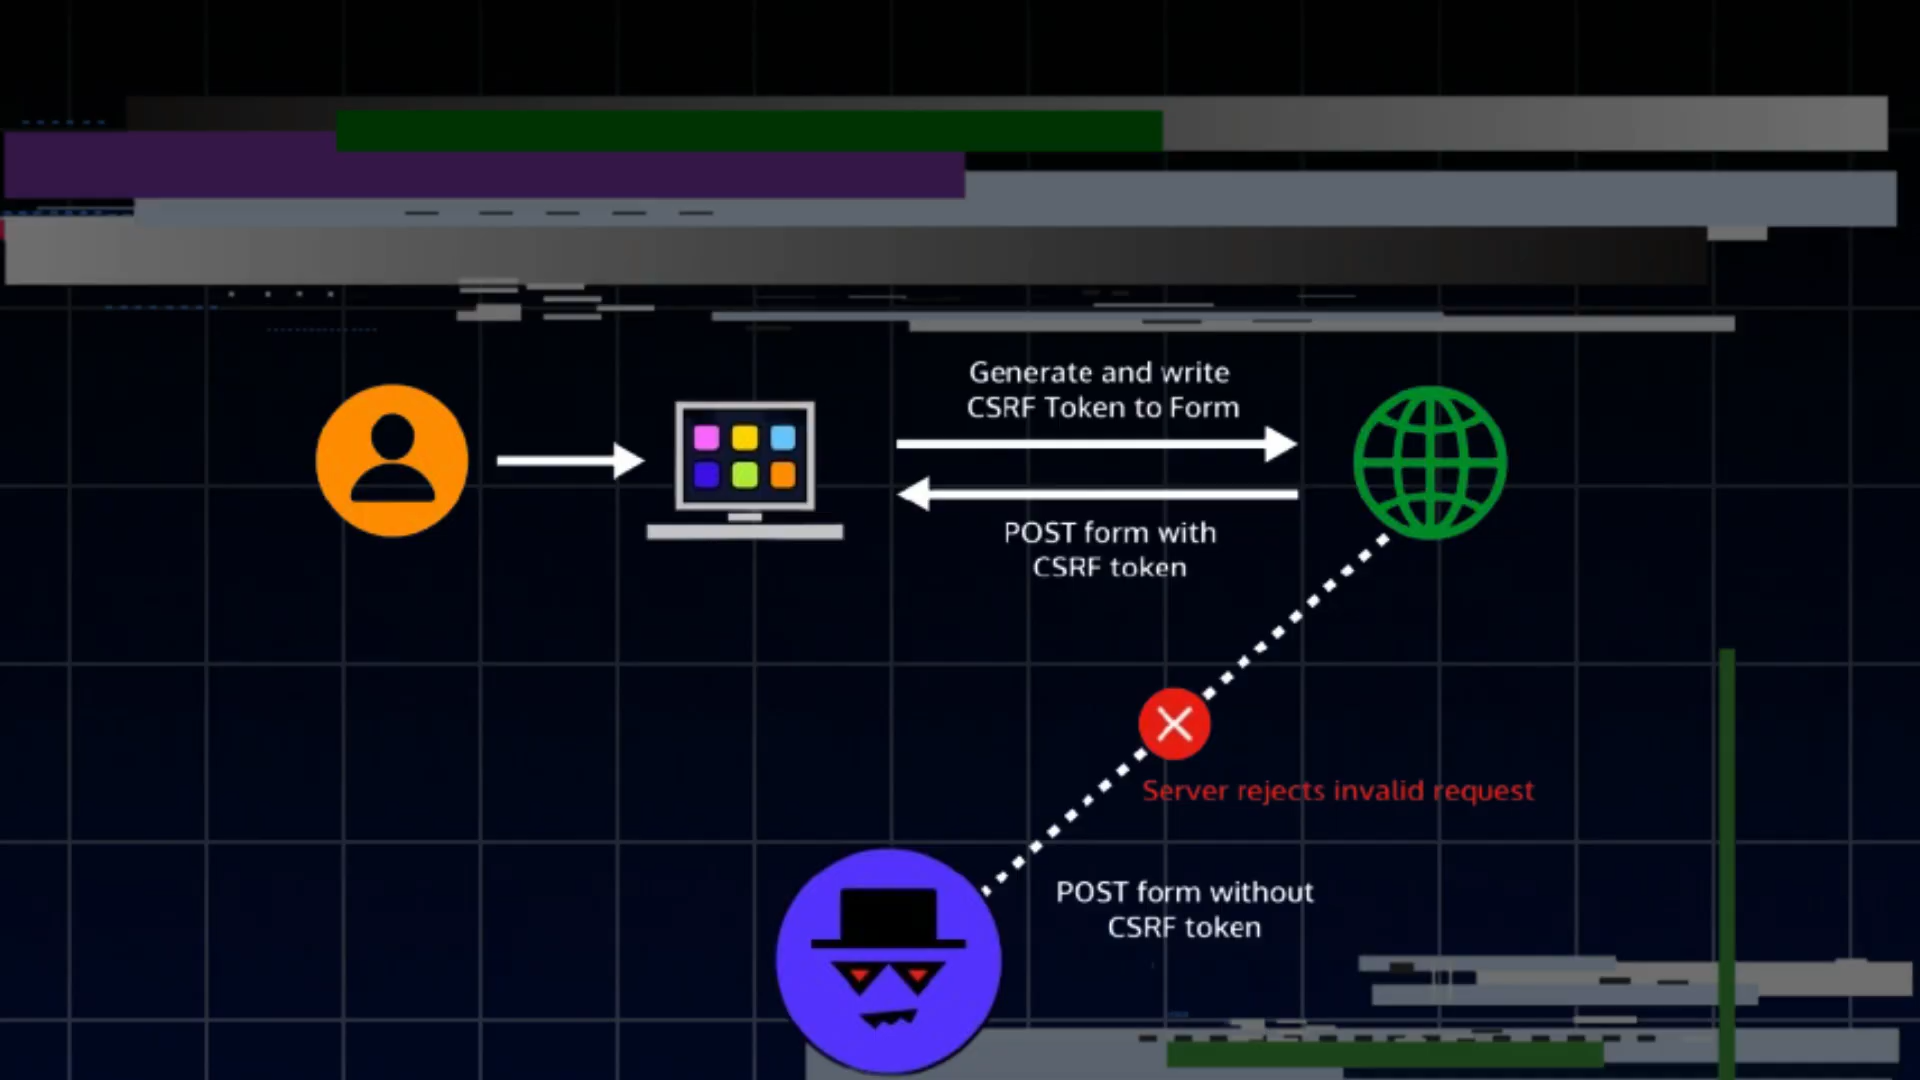 Generate and write
CSRF Token to Form
POST form with
CSRF token
Server rejects invalid request
POST form without
CSRF token